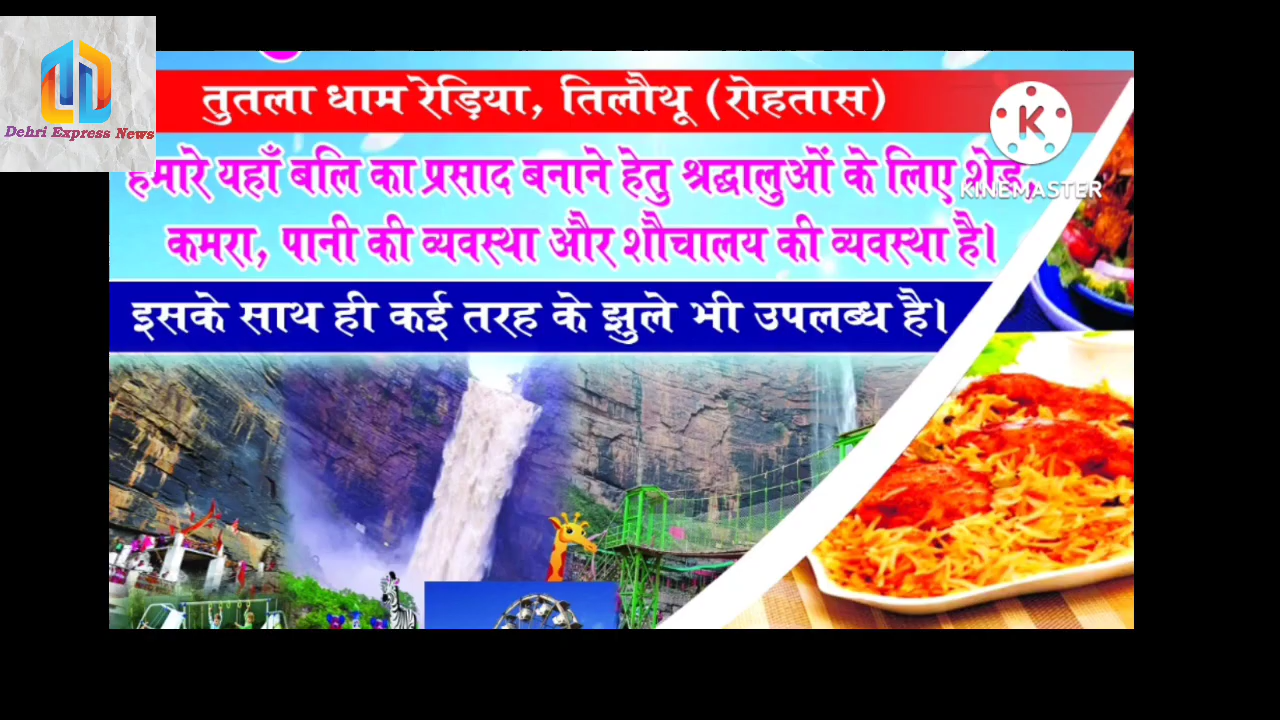 Dehri Express News
तुतला धाम रेड़िया, तिलौथू (रोहतास)
K
KINEMASTER
हमारे यहाँ बलि का प्रसाद बनाने हेतु श्रद्धालुओं के लिए शेड,
कमरा, पानी की व्यवस्था और शौचालय की व्यवस्था है।
इसके साथ ही कई तरह के झुले भी उपलब्ध है।